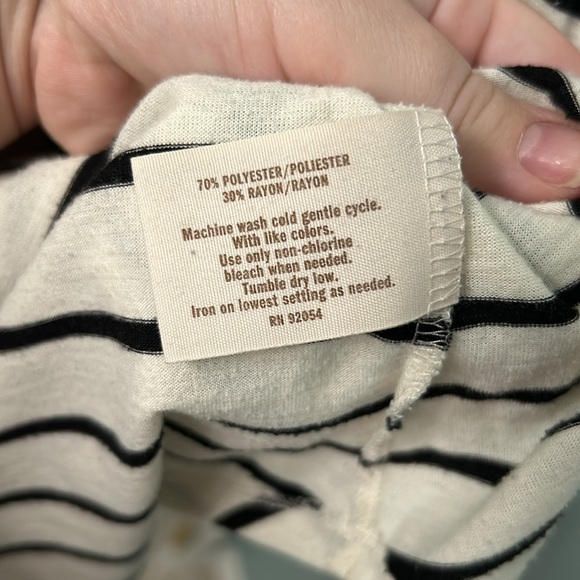 70% POLYESTER/POLIESTER
30% RAYON/RAYON
Machine wash cold gentle cycle.
With like colors.
Use only non-chlorine
bleach when needed.
Tumble dry low.
Iron on lowest setting as needed.
RN 92054